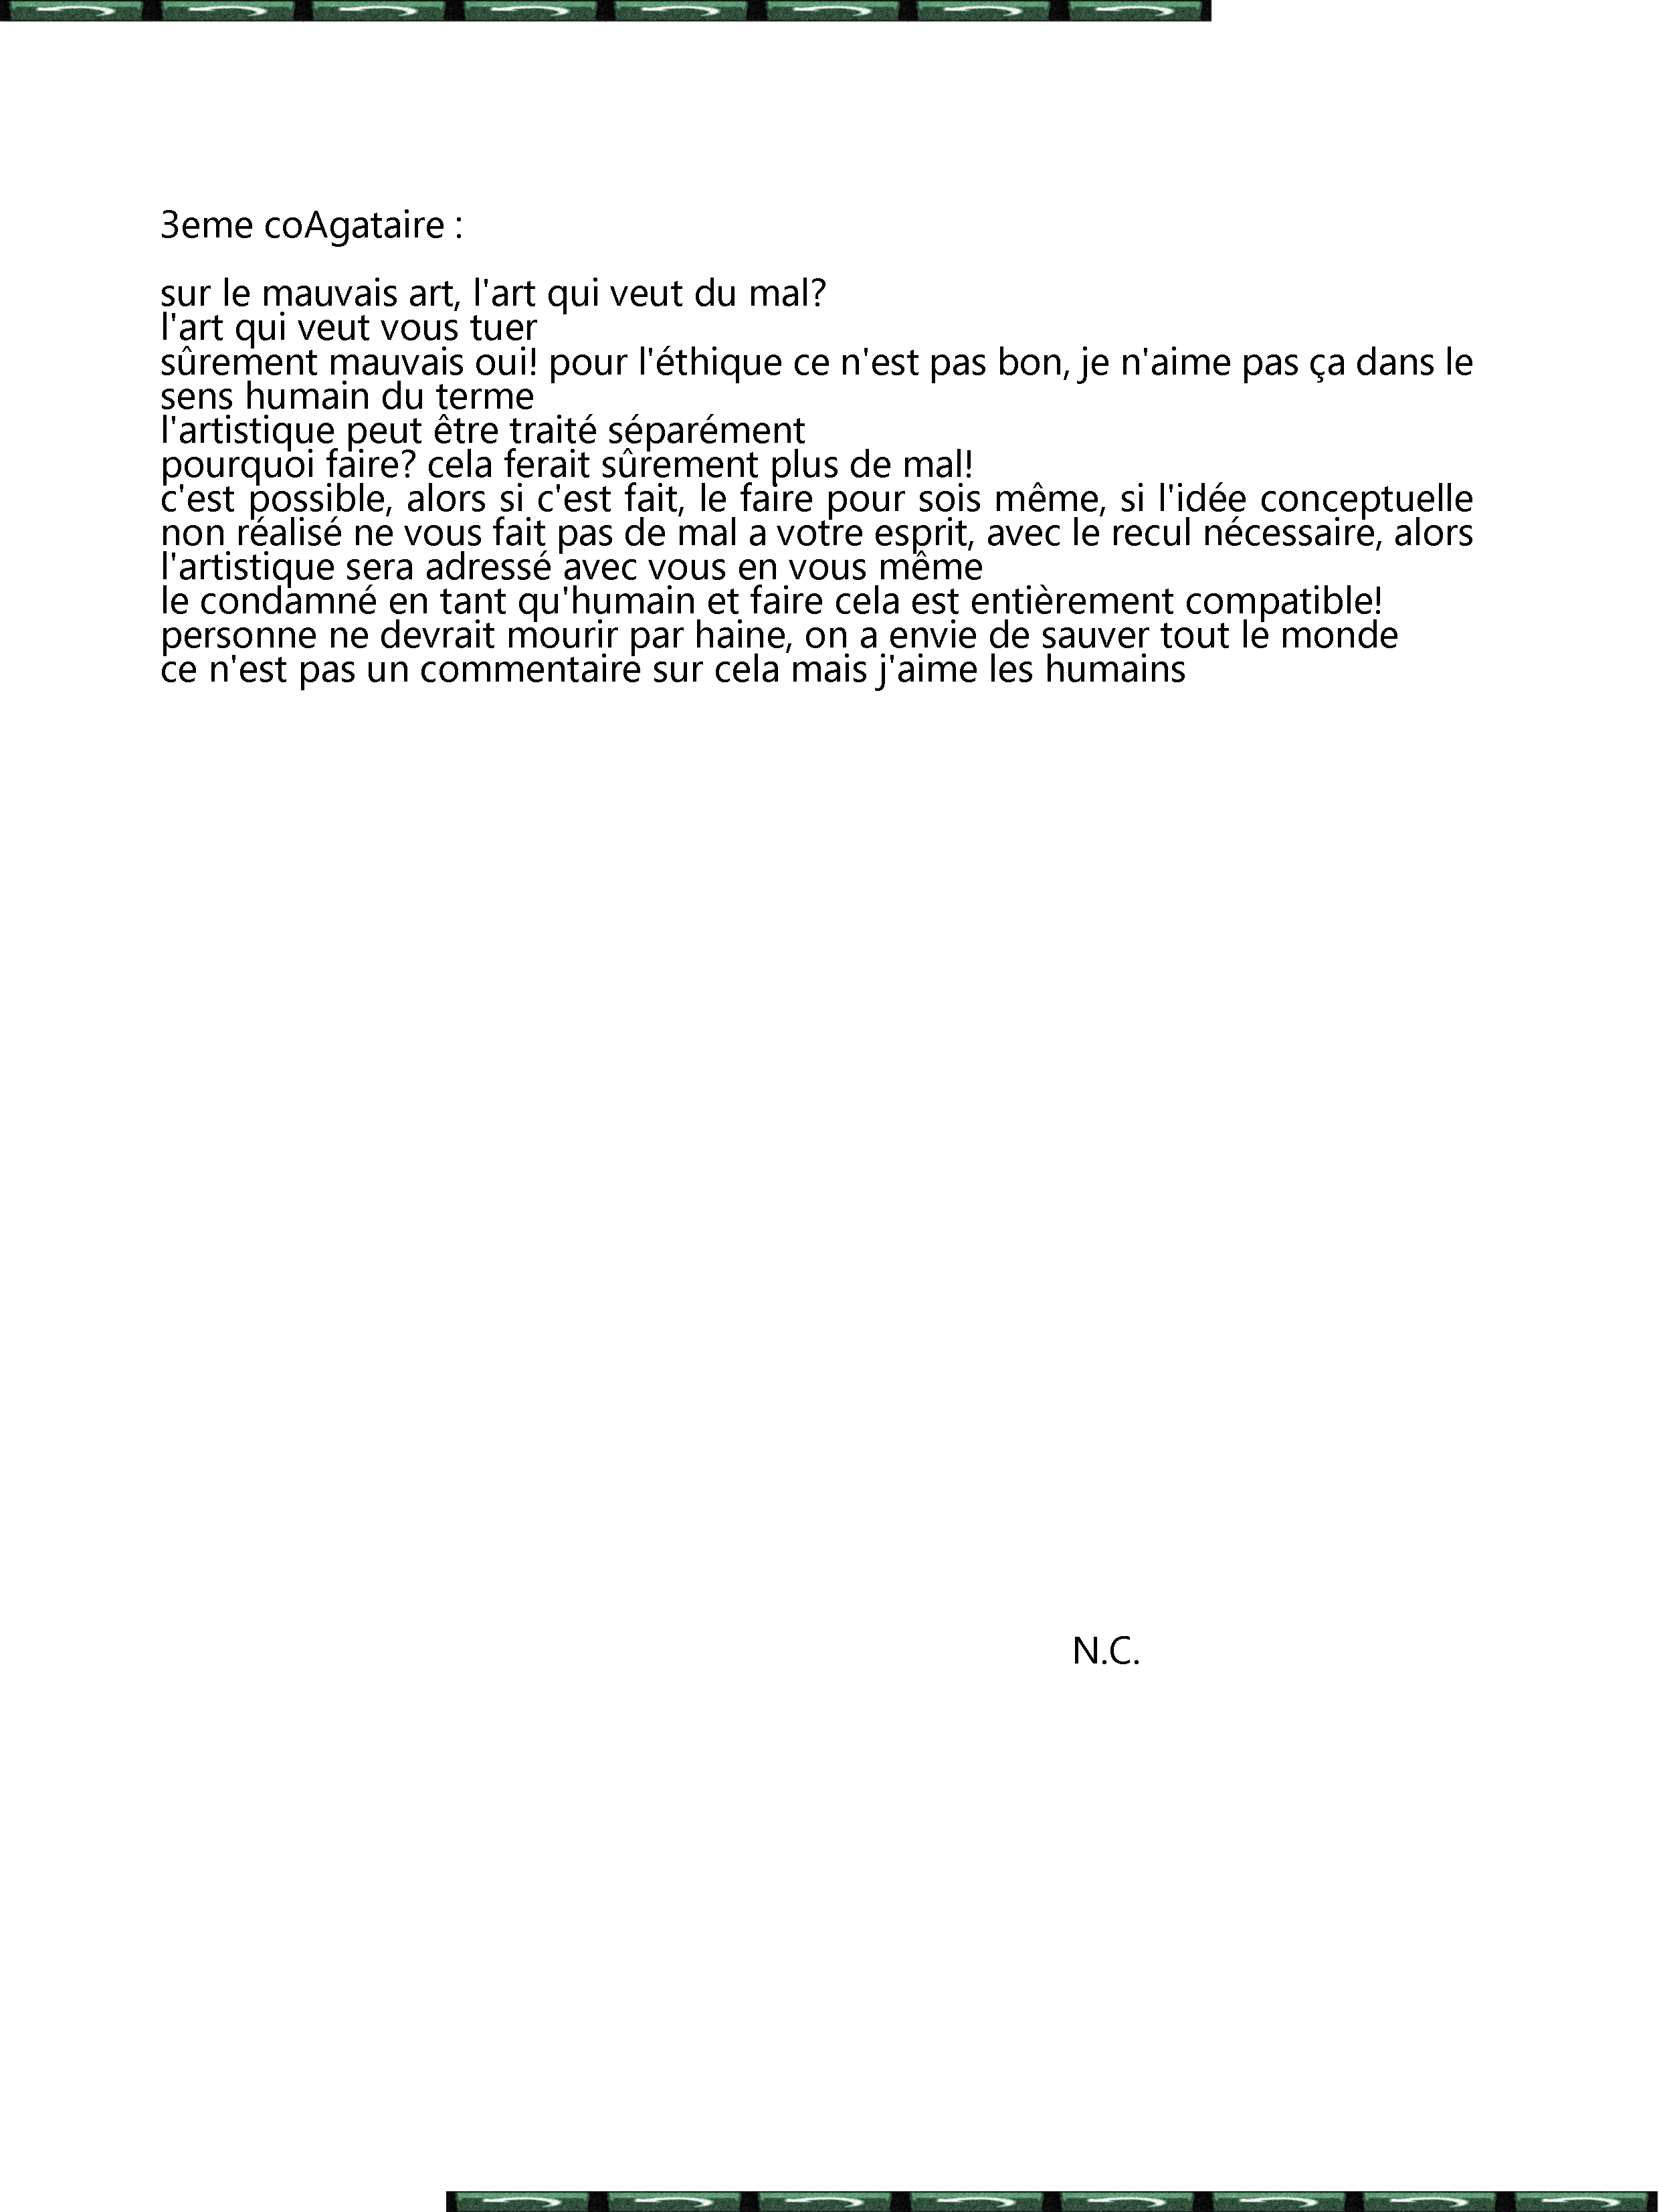 3eme coAgataire :
sur le mauvais art, l'art qui veut du mal?
l'art qui veut vous tuer
sûrement mauvais oui! pour l'éthique ce n'est pas bon, je n'aime pas ça dans le
sens humain du terme
l'artistique peut être traité séparément
pourquoi faire? cela ferait sûrement plus de mal!
c'est possible, alors si c'est fait, le faire pour sois même, si l'idée conceptuelle
non réalisé ne vous fait pas de mal a votre esprit, avec le recul nécessaire, alors
l'artistique sera adressé avec vous en vous même
le condamné en tant qu'humain et faire cela est entièrement compatible!
personne ne devrait mourir par haine, on a envie de sauver tout le monde
ce n'est pas un commentaire sur cela mais j'aime les humains
N.C.